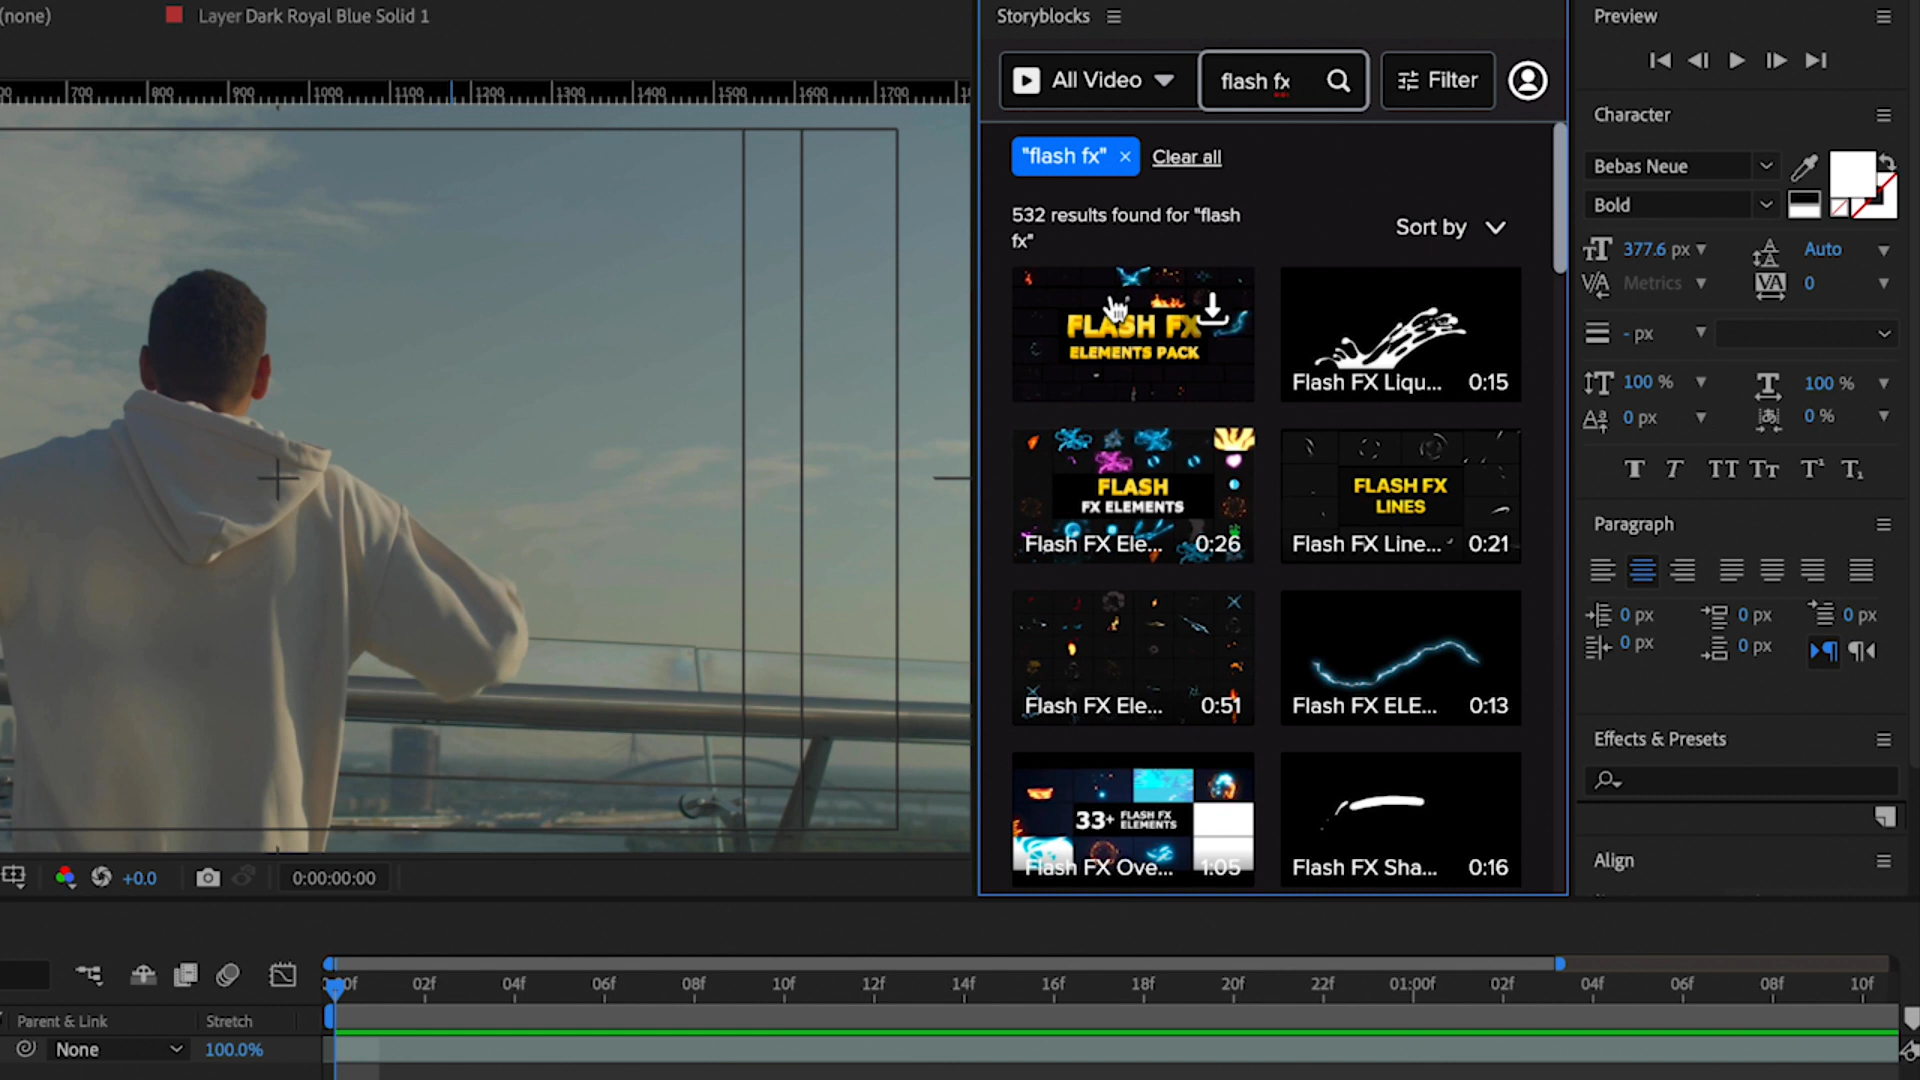 (none)
Layer Dark Royal Blue Solid 1
700 800 900 1000 1100 1200 1300 1400 1500 1600 1700
+0.0
0:00:00:00
Storyblocks
All Video
flash fx
Filter
"flash fx" ×
Clear all
532 results found for "flash
fx"
Sort by
FLASH FX
ELEMENTS PACK
Flash FX Liqu... 0:15
FLASH
FX ELEMENTS
Flash FX Ele... 0:26
FLASH FX
LINES
Flash FX Line... 0:21
Flash FX Ele... 0:51
Flash FX ELE... 0:13
33+ FLASH FX
ELEMENTS
Flash FX Ove... 1:05
Flash FX Sha... 0:16
Preview
Character
Bebas Neue
Bold
377.6 px
Auto
Metrics
0
- px
100 %
100 %
0 px
0 %
Paragraph
0 px 0 px 0 px
0 px 0 px
Effects & Presets
Align
02f 04f 06f 08f 10f 12f 14f 16f 18f 20f 22f 01:00f 02f 04f 06f 08f 10f
Parent & Link Stretch
None 100.0%